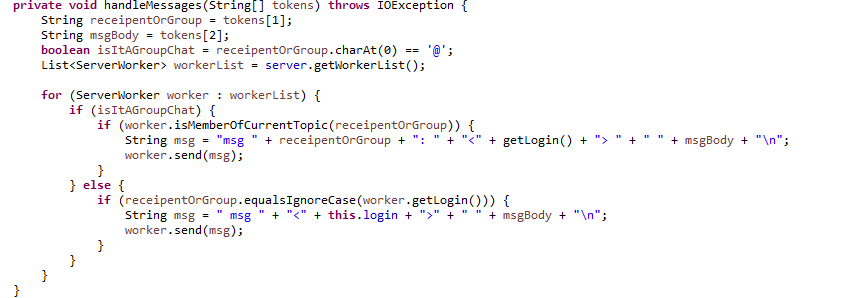 private void handleMessages(String[] tokens) throws IOException {
    String receipentOrGroup = tokens[1];
    String msgBody = tokens[2];
    boolean isItAGroupChat = receipentOrGroup.charAt(0) == '@';
    List<ServerWorker> workerList = server.getWorkerList();

    for (ServerWorker worker : workerList) {
        if (isItAGroupChat) {
            if (worker.isMemberOfCurrentTopic(receipentOrGroup)) {
                String msg = "msg " + receipentOrGroup + ": " + "<" + getLogin() + "> " + " " + msgBody + "\n";
                worker.send(msg);
            }
        } else {
            if (receipentOrGroup.equalsIgnoreCase(worker.getLogin())) {
                String msg = " msg " + "<" + this.login + ">" + " " + msgBody + "\n";
                worker.send(msg);
            }
        }
    }
}